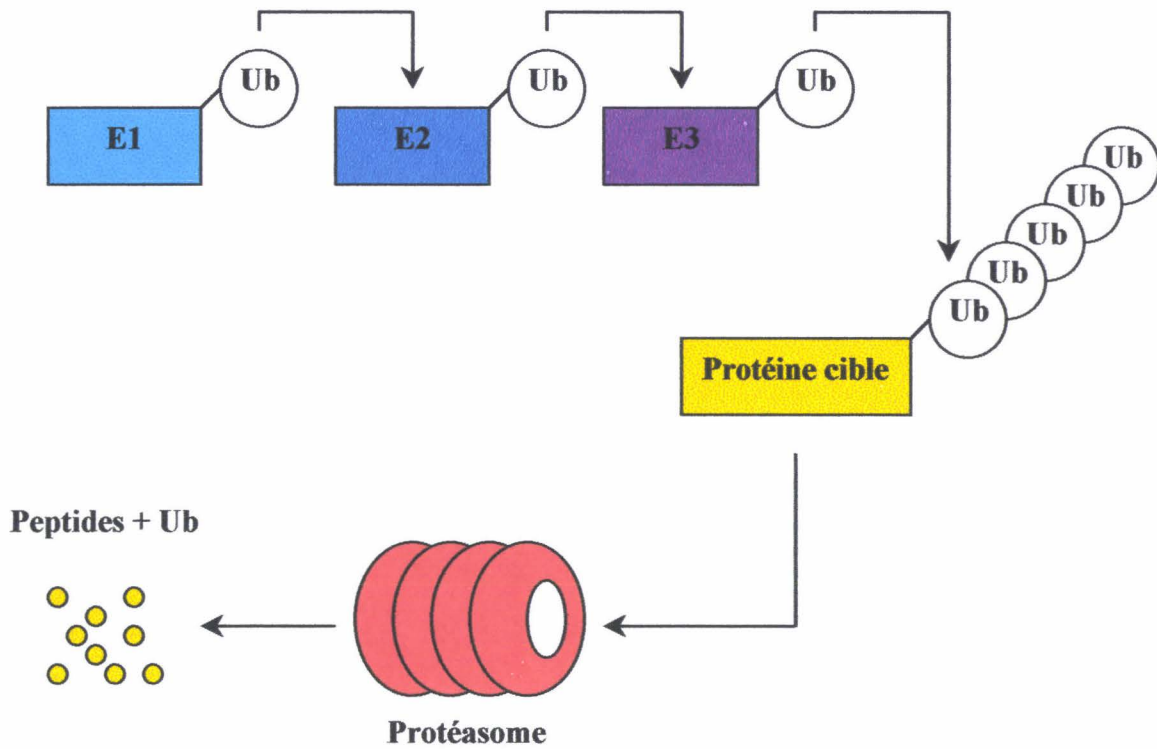 Ub
Ub
Ub
E1
E2
E3
Ub
Ub
Ub
Ub
Ub
Protéine cible
Peptides + Ub
Protéasome